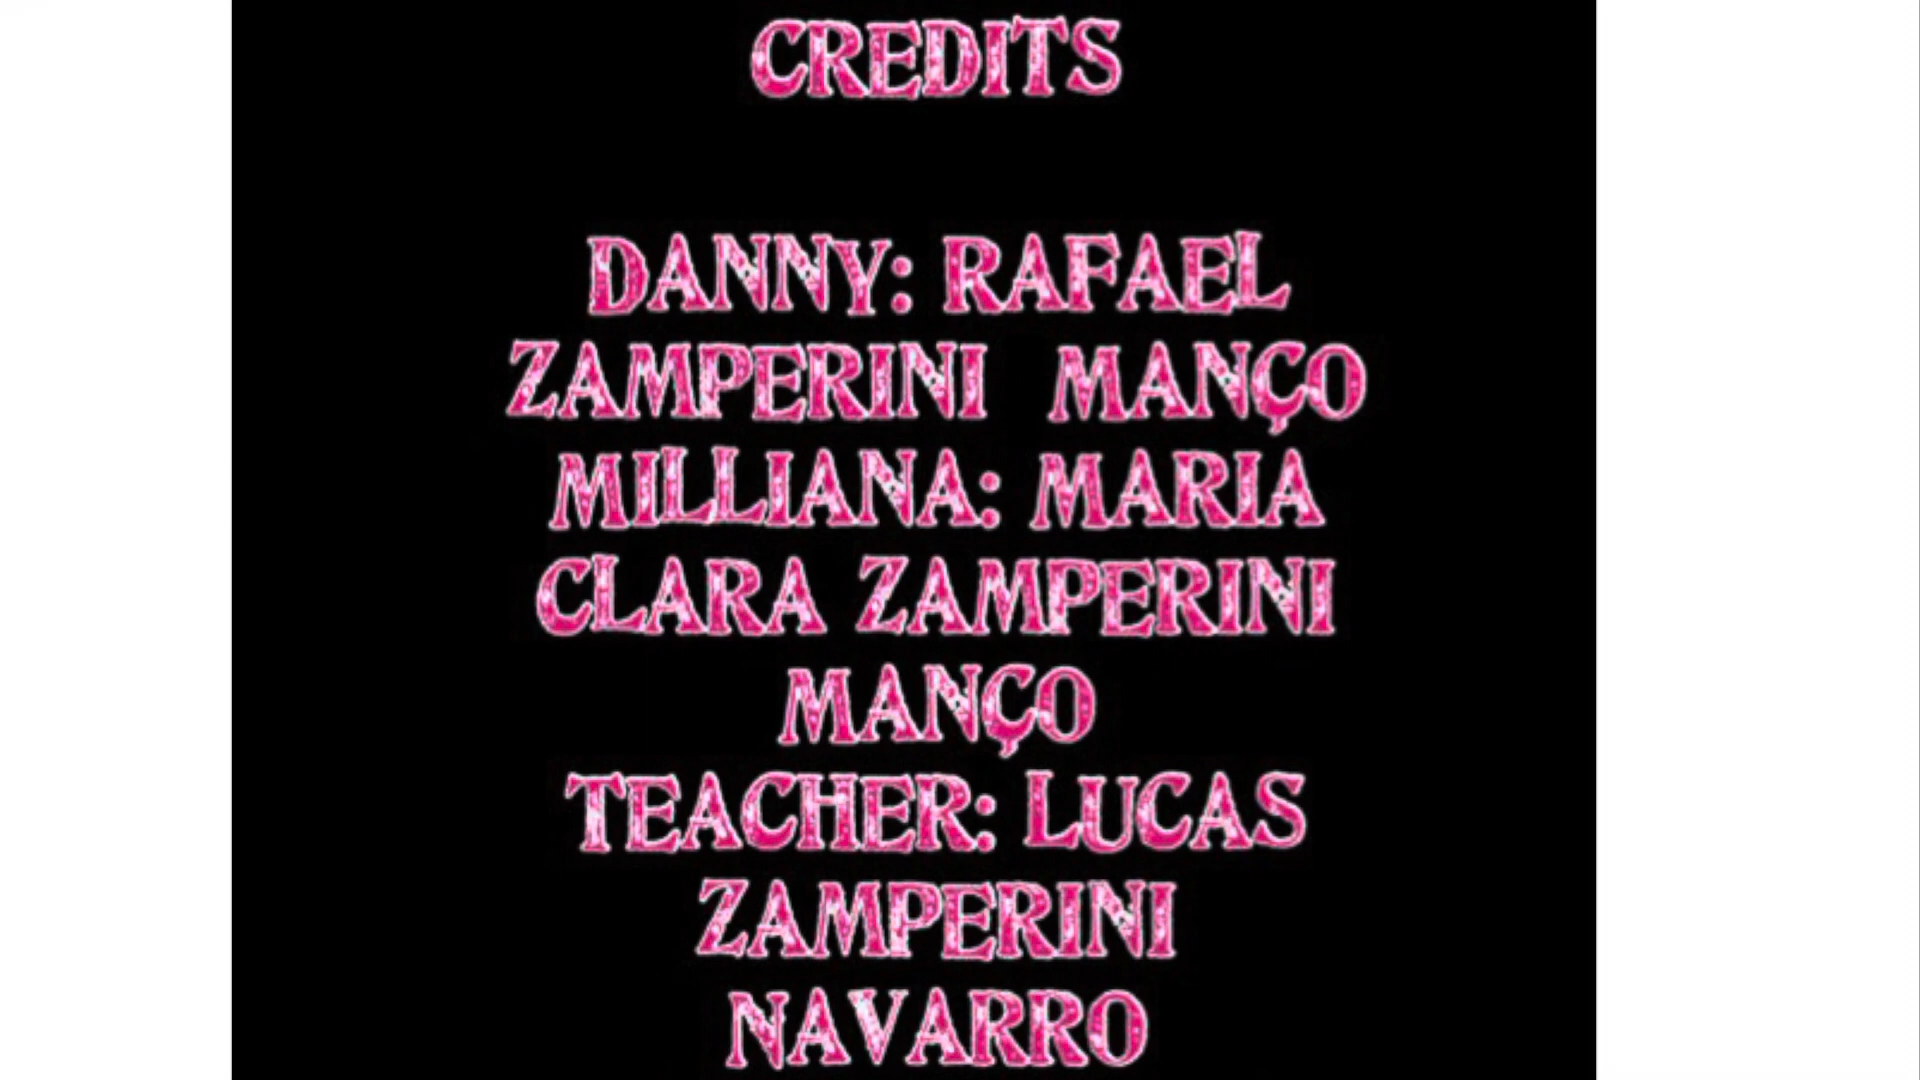 CREDITS
DANNY: RAFAEL
ZAMPERINI MANÇO
MILLIANA: MARIA
CLARA ZAMPERINI
MANÇO
TEACHER: LUCAS
ZAMPERINI
NAVARRO